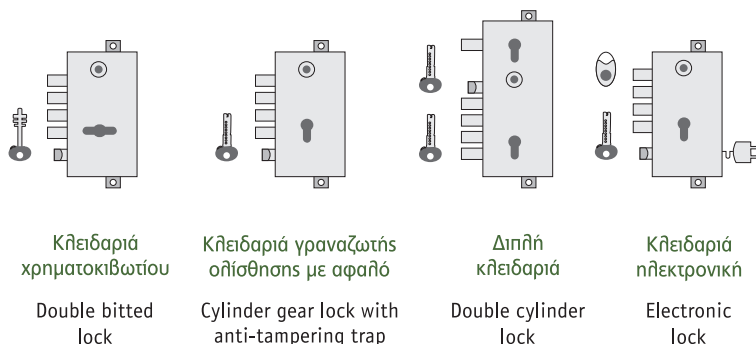 Κλειδαριά
χρηματοκιβωτίου
Double bitted
lock
Κλειδαριά γραναζωτής
ολίσθησης με αφαλό
Cylinder gear lock with
anti-tampering trap
Διπλή
κλειδαριά
Double cylinder
lock
Κλειδαριά
ηλεκτρονική
Electronic
lock